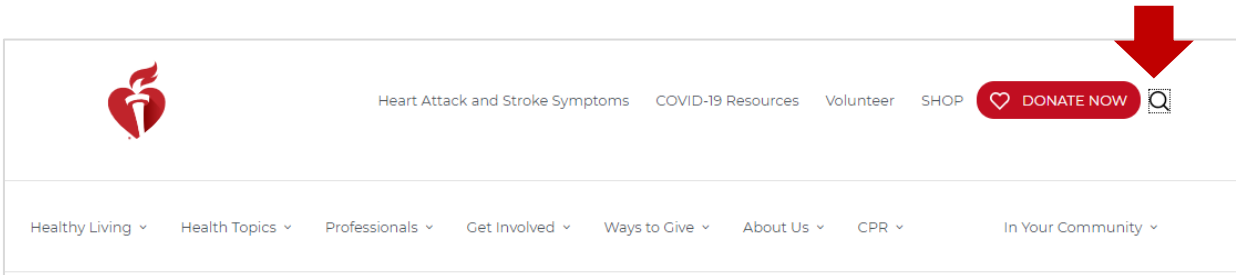 Heart Attack and Stroke Symptoms COVID-19 Resources Volunteer SHOP DONATE NOW
Healthy Living Health Topics Professionals Get Involved Ways to Give About Us CPR In Your Community